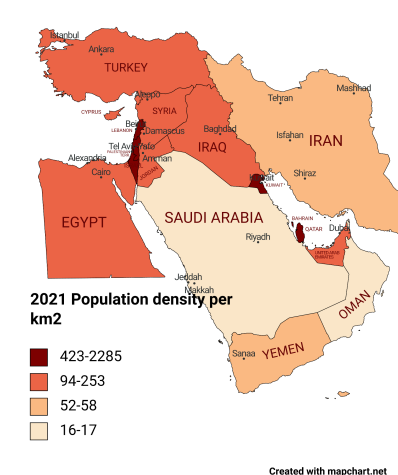 Istanbul
Ankara
TURKEY
Mashhad
Aleppo
Tehran
CYPRUS
SYRIA
LEBANON
Damascus
Baghdad
Isfahan
IRAN
Tel Aviv
IRAQ
Alexandria
Amman
Cairo
JORDAN
Shiraz
KUWAIT
EGYPT
SAUDI ARABIA
BAHRAIN
QATAR
Dubai
Riyadh
UNITED ARAB
EMIRATES
Jeddah
Makkah
OMAN
Sanaa
YEMEN
2021 Population density per
km2
423-2285
94-253
52-58
16-17
Created with mapchart.net